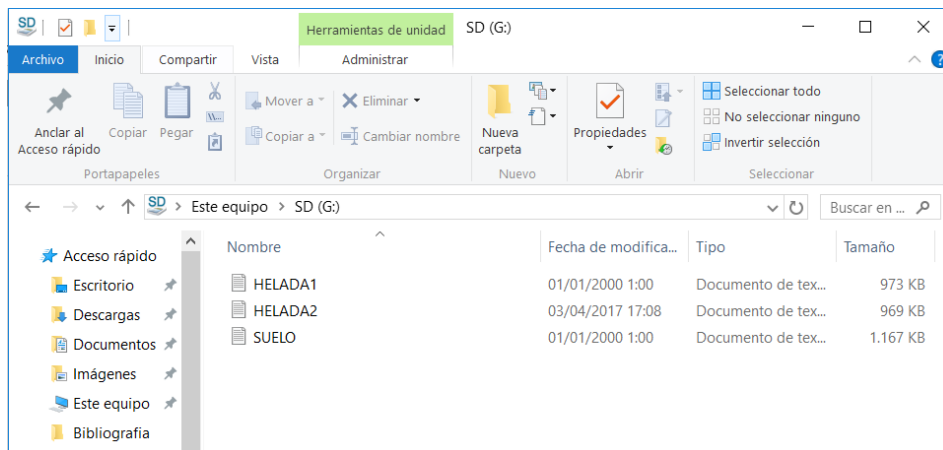 SD
Herramientas de unidad
SD (G:)
Archivo
Inicio
Compartir
Vista
Administrar
?
Anclar al
Acceso rápido
Copiar
Pegar
W...
Portapapeles
Mover a
Copiar a
Eliminar
Cambiar nombre
Organizar
Nueva
carpeta
Nuevo
Propiedades
Abrir
Seleccionar todo
No seleccionar ninguno
Invertir selección
Seleccionar
SD > Este equipo > SD (G:)
Buscar en ...
Acceso rápido
Escritorio
Descargas
Documentos
Imágenes
Este equipo
Bibliografia
Nombre Fecha de modifica... Tipo Tamaño
HELADA1 01/01/2000 1:00 Documento de tex... 973 KB
HELADA2 03/04/2017 17:08 Documento de tex... 969 KB
SUELO 01/01/2000 1:00 Documento de tex... 1.167 KB